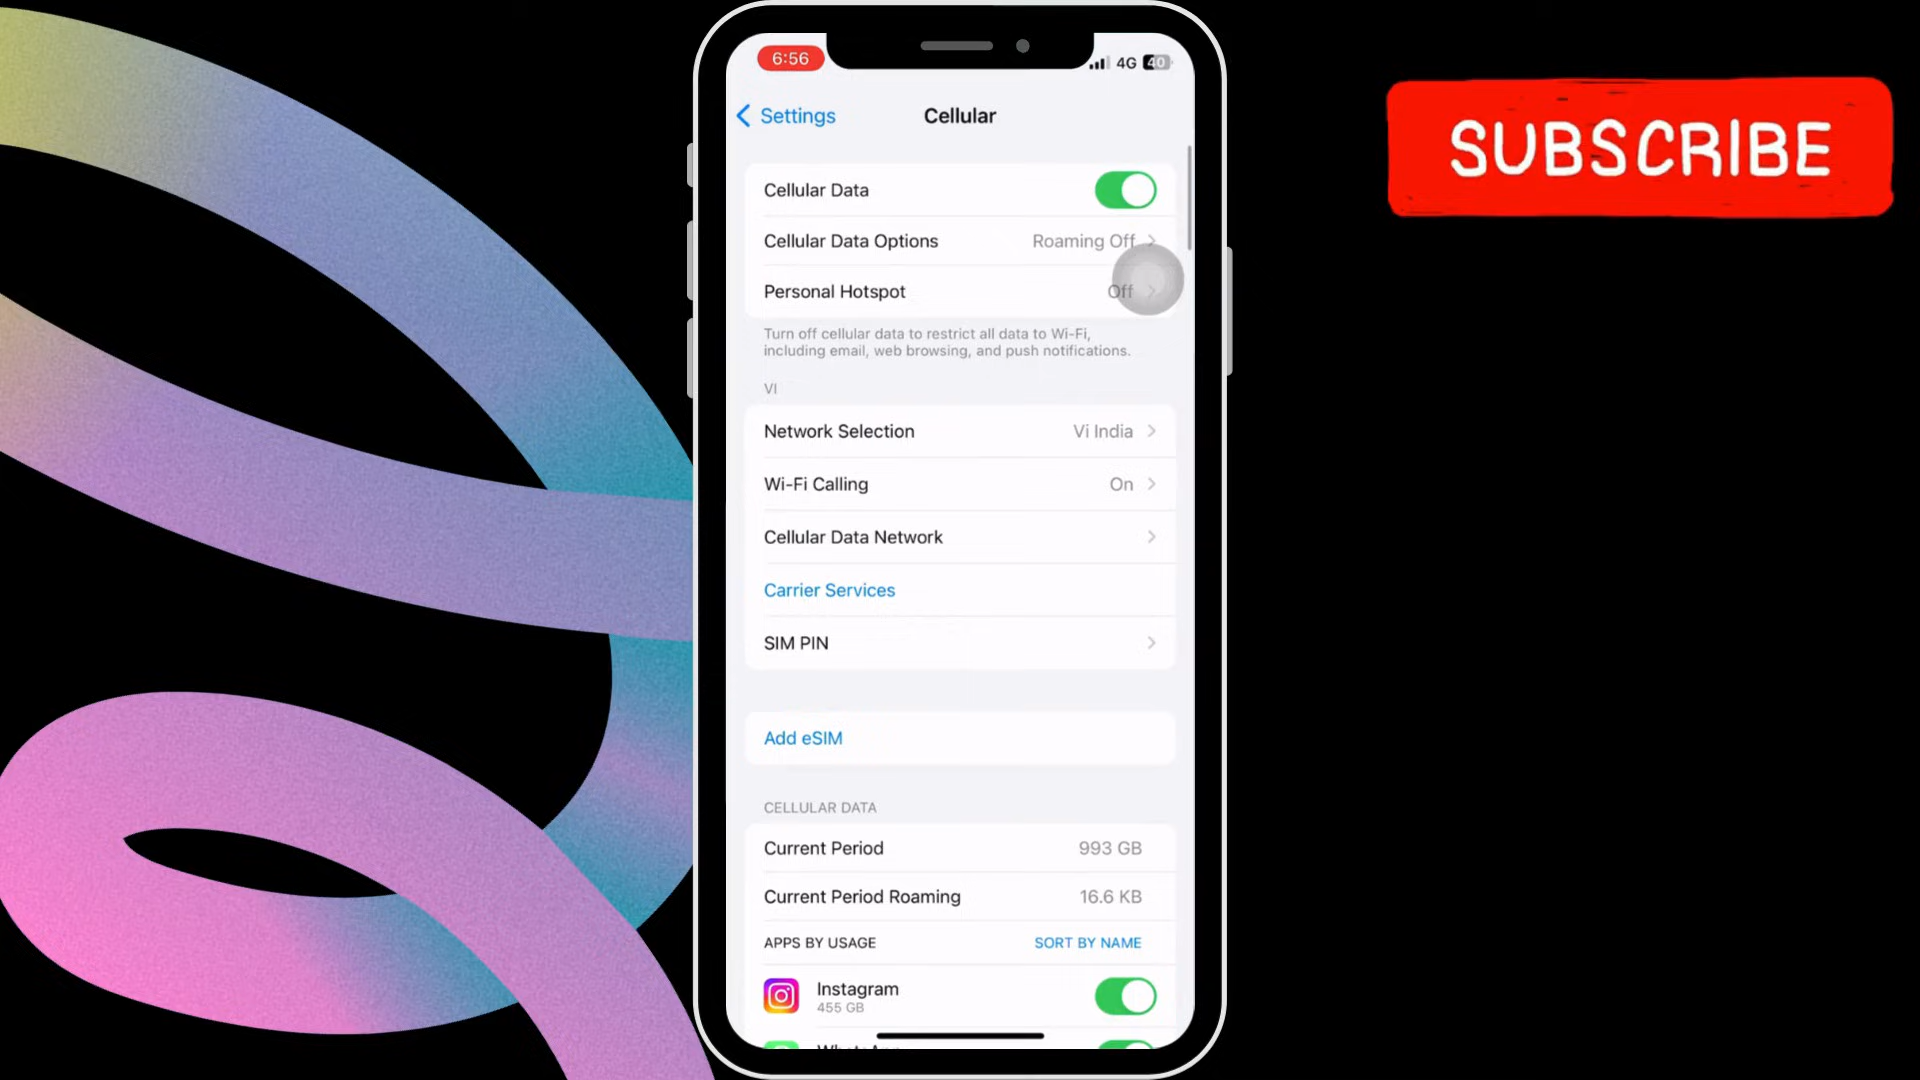 6:56
4G 40
Settings
Cellular
SUBSCRIBE
Cellular Data
Cellular Data Options
Roaming Off
Personal Hotspot
Off
Turn off cellular data to restrict all data to Wi-Fi,
including email, web browsing, and push notifications.
VI
Network Selection
Vi India
Wi-Fi Calling
On
Cellular Data Network
Carrier Services
SIM PIN
Add eSIM
CELLULAR DATA
Current Period
993 GB
Current Period Roaming
16.6 KB
APPS BY USAGE
SORT BY NAME
Instagram
455 GB